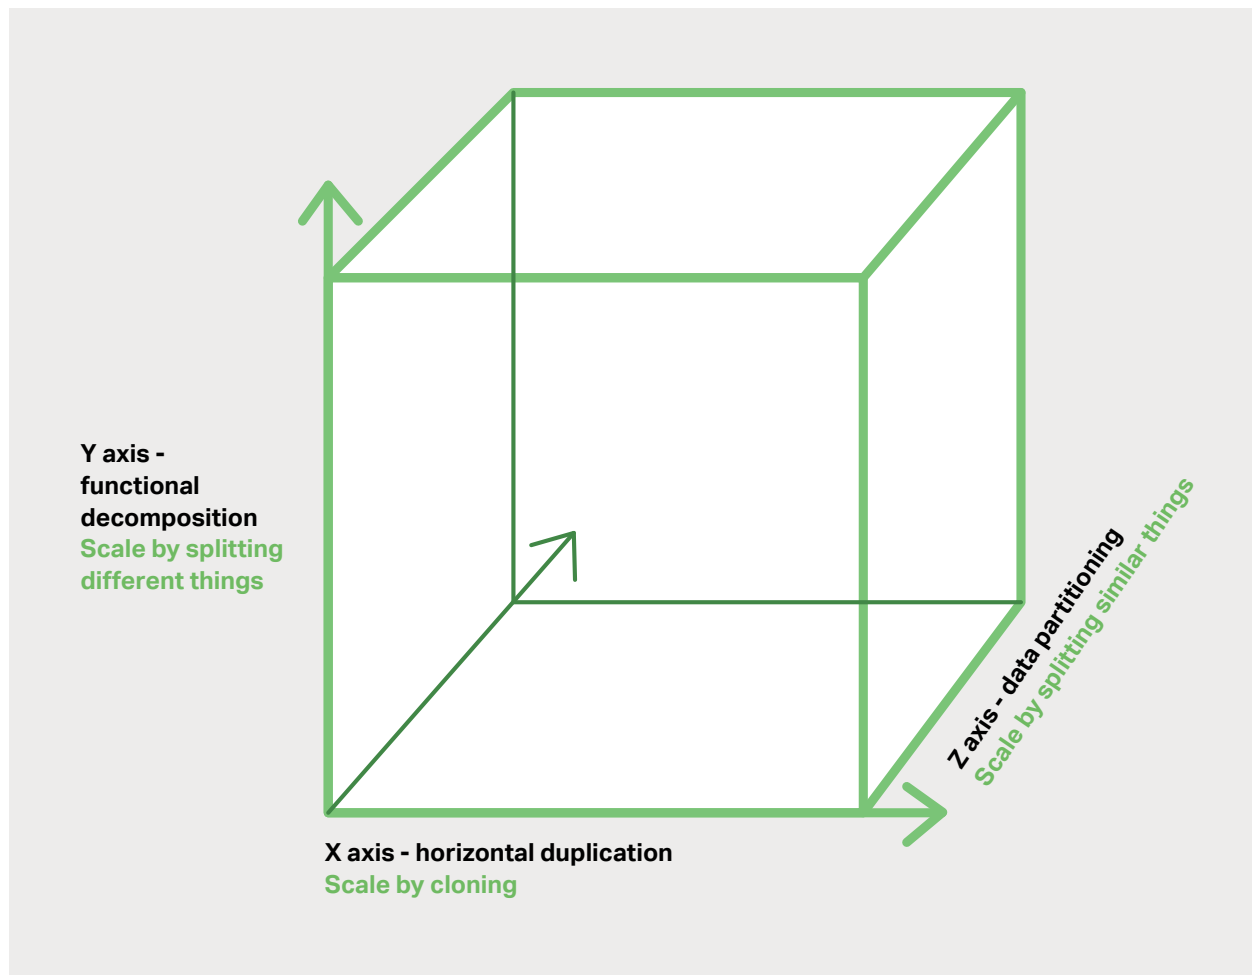 Y axis -
functional
decomposition
Scale by splitting
different things
Z axis - data partitioning
Scale by splitting similar things
X axis - horizontal duplication
Scale by cloning